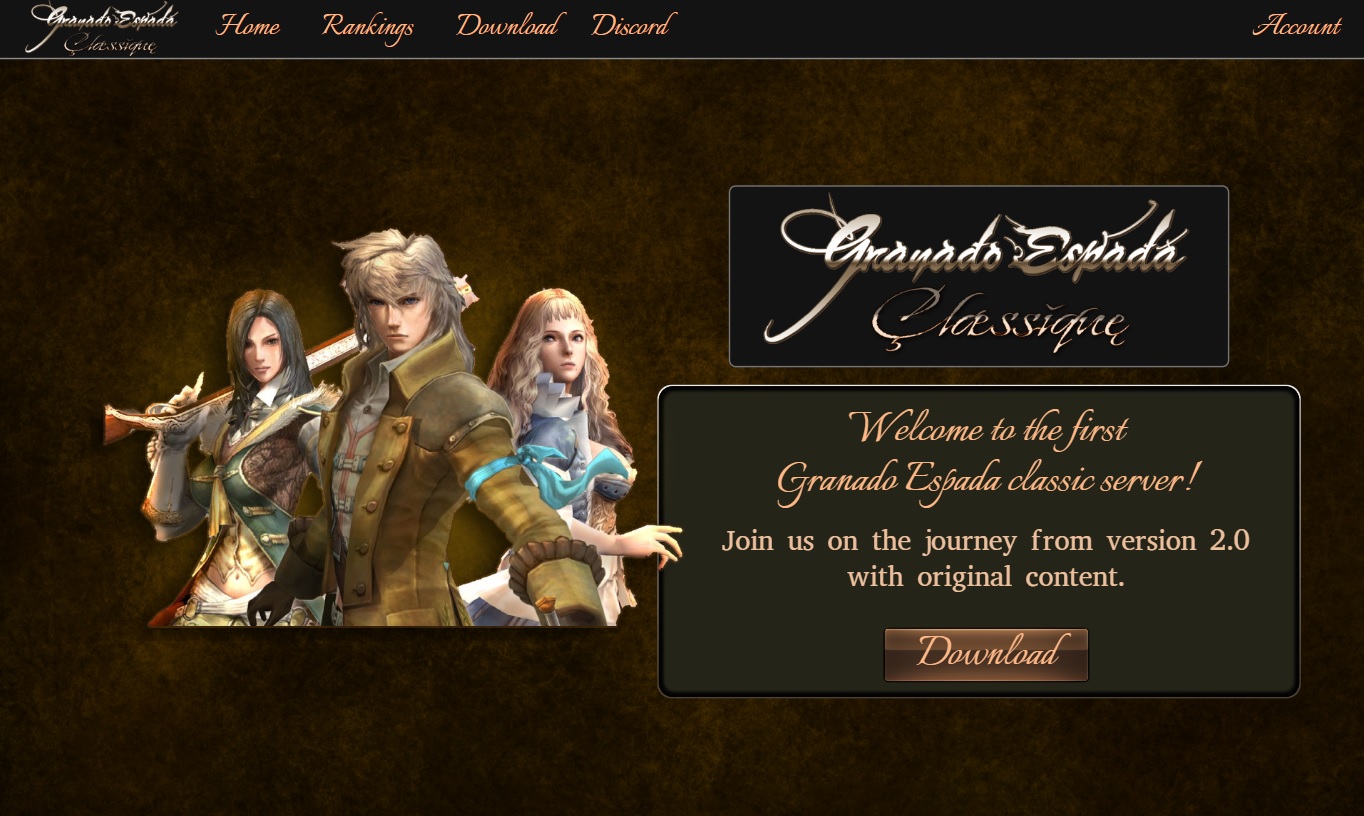 Granado Espada
Classique
Home
Rankings
Download
Discord
Account
Granado Espada
Classique
Welcome to the first
Granado Espada classic server!
Join us on the journey from version 2.0
with original content.
Download